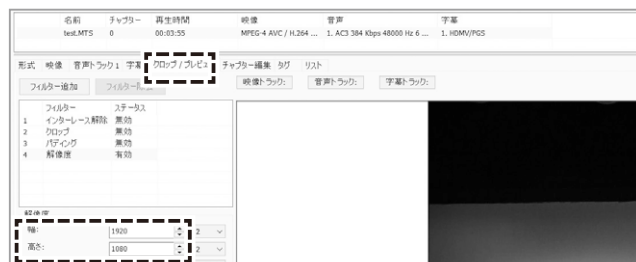 名前 チャプター 再生時間 映像 音声 字幕
test.MTS 0 00:03:55 MPEG-4 AVC / H.264 ... 1. AC3 384 Kbps 48000 Hz 6 ... 1. HDMV/PGS
形式 映像 音声トラック1 字幕 クロップ / プレビュ チャプター編集 タグ リスト
フィルター追加 フィルター 映像トラック: 音声トラック: 字幕トラック:
フィルター ステータス
1 インターレース解除 無効
2 クロップ 無効
3 パディング 無効
4 解像度 有効
解像度
幅: 1920 2
高さ: 1080 2